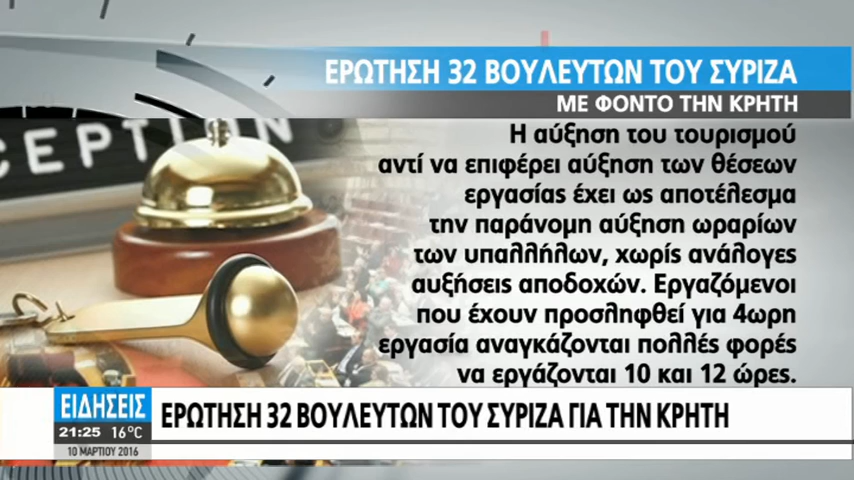 ΕΡΩΤΗΣΗ 32 ΒΟΥΛΕΥΤΩΝ ΤΟΥ ΣΥΡΙΖΑ
ΜΕ ΦΟΝΤΟ ΤΗΝ ΚΡΗΤΗ
CEPTION
Η αύξηση του τουρισμού
αντί να επιφέρει αύξηση των θέσεων
εργασίας έχει ως αποτέλεσμα
την παράνομη αύξηση ωραρίων
των υπαλλήλων, χωρίς ανάλογες
αυξήσεις αποδοχών. Εργαζόμενοι
που έχουν προσληφθεί για 4ωρη
εργασία αναγκάζονται πολλές φορές
να εργάζονται 10 και 12 ώρες.
ΕΙΔΗΣΕΙΣ
21:25 16°C
10 ΜΑΡΤΙΟΥ 2016
ΕΡΩΤΗΣΗ 32 ΒΟΥΛΕΥΤΩΝ ΤΟΥ ΣΥΡΙΖΑ ΓΙΑ ΤΗΝ ΚΡΗΤΗ